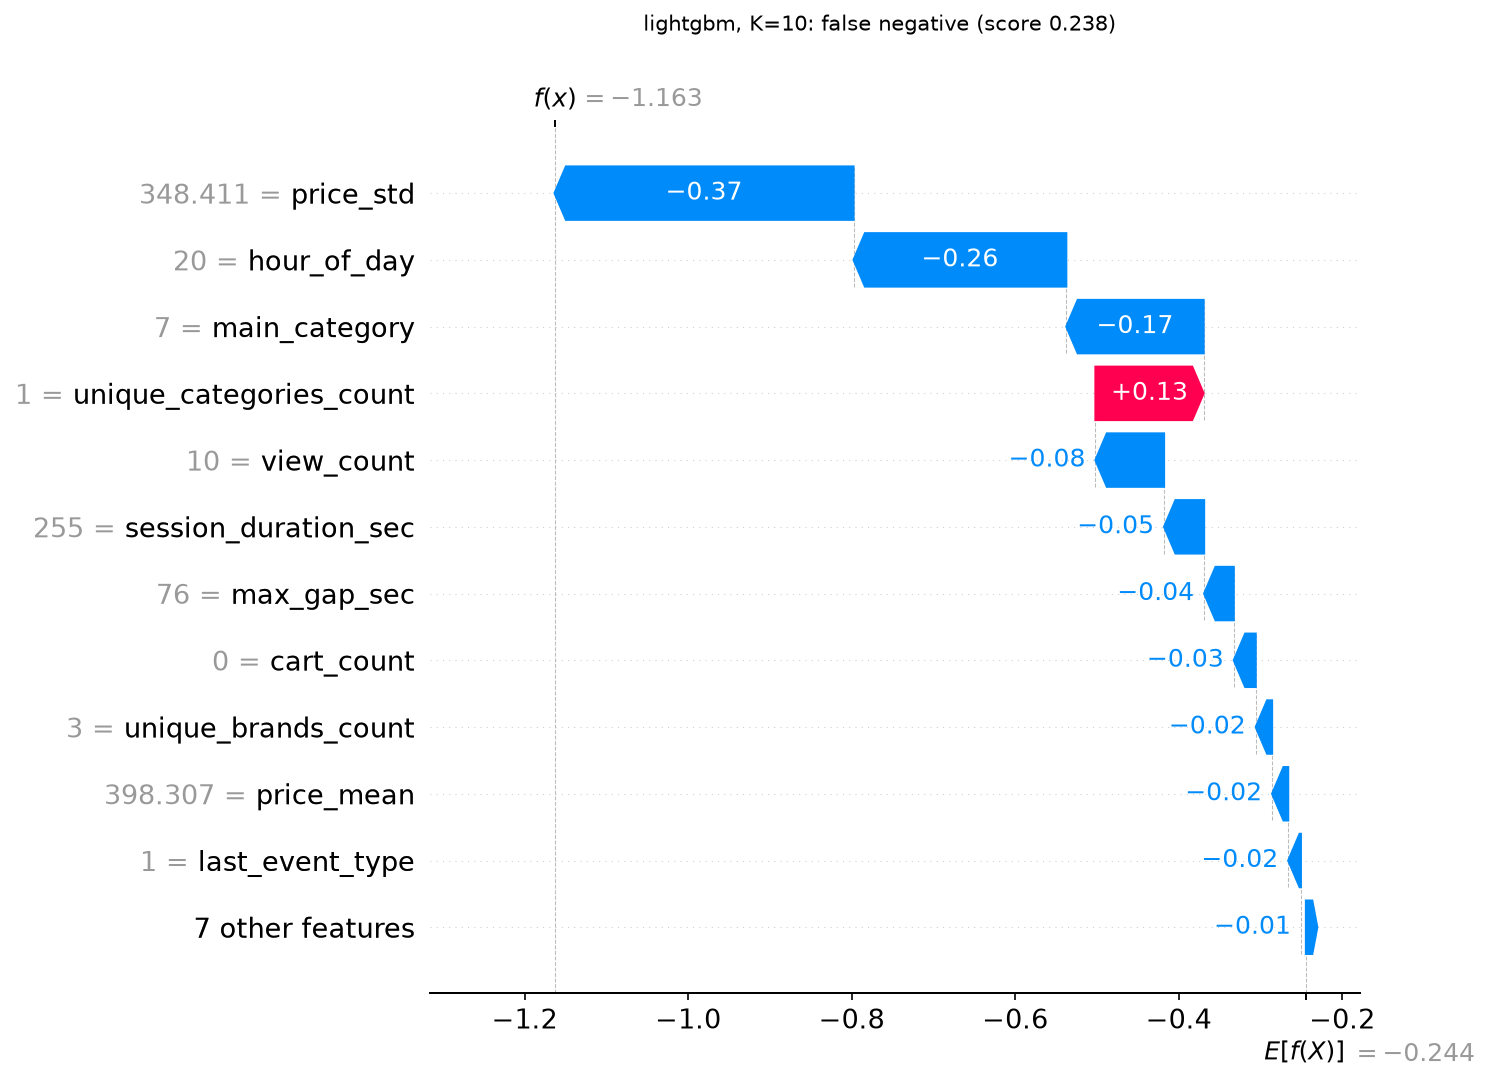 lightgbm, K=10: false negative (score 0.238)
f(x) = −1.163
348.411 = price_std −0.37
20 = hour_of_day −0.26
7 = main_category −0.17
1 = unique_categories_count +0.13
10 = view_count −0.08
255 = session_duration_sec −0.05
76 = max_gap_sec −0.04
0 = cart_count −0.03
3 = unique_brands_count −0.02
398.307 = price_mean −0.02
1 = last_event_type −0.02
7 other features −0.01
−1.2 −1.0 −0.8 −0.6 −0.4 −0.2
E[f(X)] = −0.244